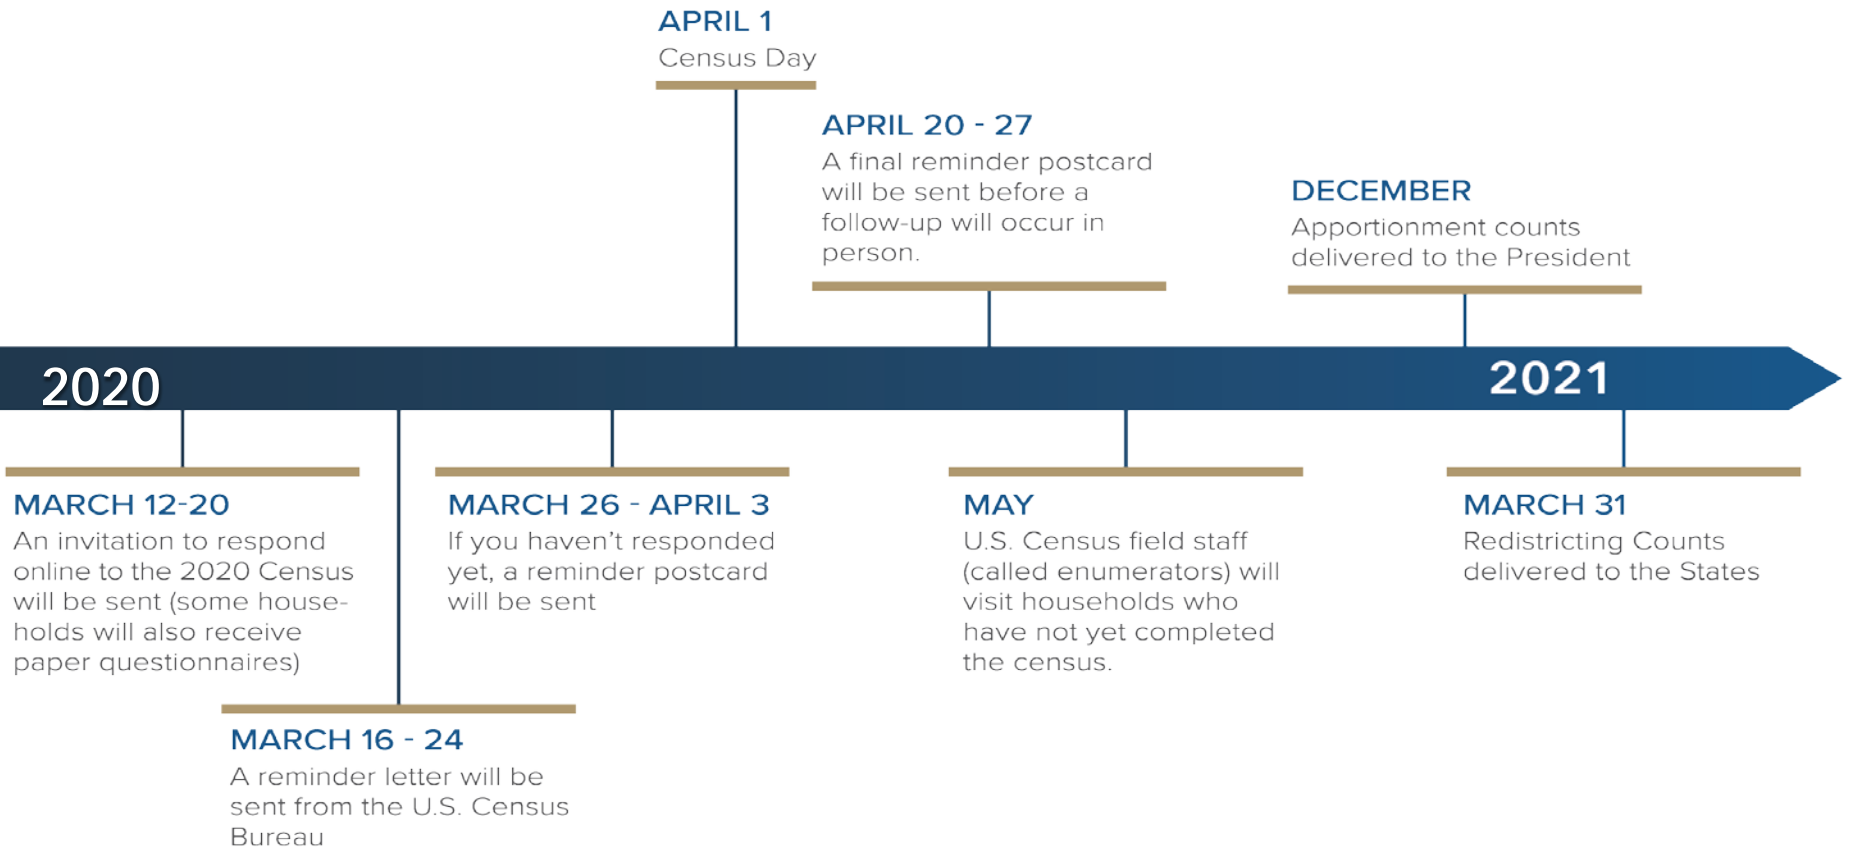 APRIL 1
Census Day
APRIL 20 - 27
A final reminder postcard
will be sent before a
follow-up will occur in
person.
DECEMBER
Apportionment counts
delivered to the President
2020
2021
MARCH 12-20
An invitation to respond
online to the 2020 Census
will be sent (some house-
holds will also receive
paper questionnaires)
MARCH 16 - 24
A reminder letter will be
sent from the U.S. Census
Bureau
MARCH 26 - APRIL 3
If you haven’t responded
yet, a reminder postcard
will be sent
MAY
U.S. Census field staff
(called enumerators) will
visit households who
have not yet completed
the census.
MARCH 31
Redistricting Counts
delivered to the States